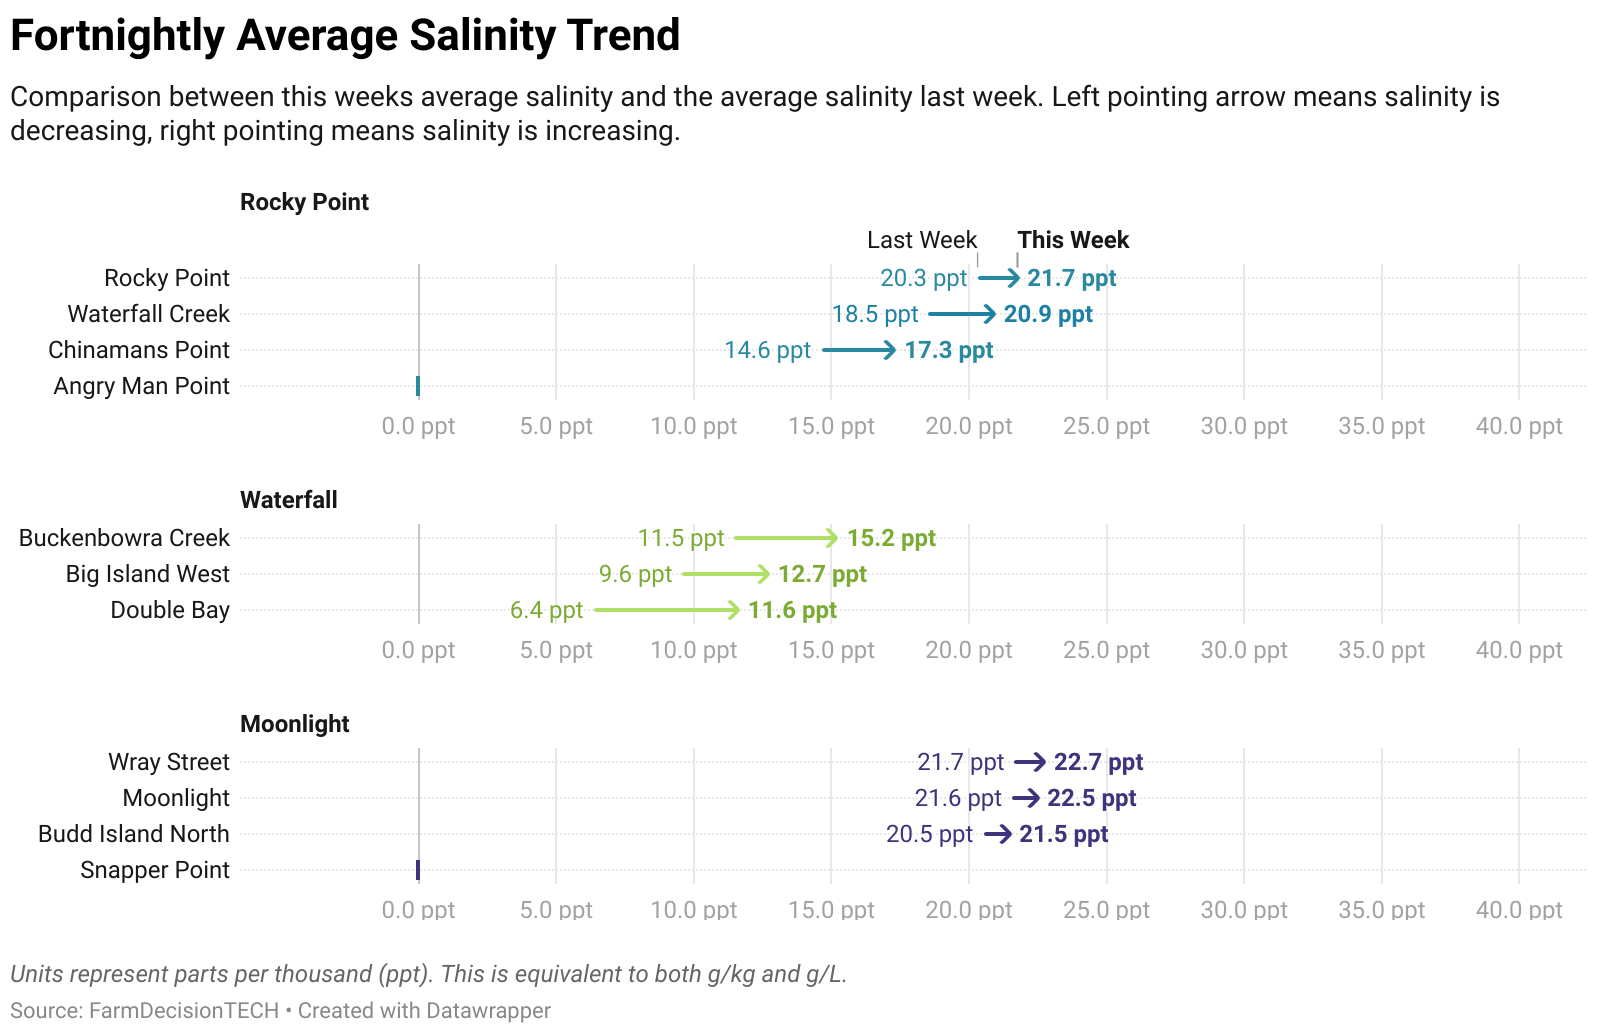 Fortnightly Average Salinity Trend
Comparison between this weeks average salinity and the average salinity last week. Left pointing arrow means salinity is
decreasing, right pointing means salinity is increasing.
Rocky Point
Last Week This Week
Rocky Point 20.3 ppt 21.7 ppt
Waterfall Creek 18.5 ppt 20.9 ppt
Chinamans Point 14.6 ppt 17.3 ppt
Angry Man Point
0.0 ppt 5.0 ppt 10.0 ppt 15.0 ppt 20.0 ppt 25.0 ppt 30.0 ppt 35.0 ppt 40.0 ppt
Waterfall
Buckenbowra Creek 11.5 ppt 15.2 ppt
Big Island West 9.6 ppt 12.7 ppt
Double Bay 6.4 ppt 11.6 ppt
0.0 ppt 5.0 ppt 10.0 ppt 15.0 ppt 20.0 ppt 25.0 ppt 30.0 ppt 35.0 ppt 40.0 ppt
Moonlight
Wray Street 21.7 ppt 22.7 ppt
Moonlight 21.6 ppt 22.5 ppt
Budd Island North 20.5 ppt 21.5 ppt
Snapper Point
0.0 ppt 5.0 ppt 10.0 ppt 15.0 ppt 20.0 ppt 25.0 ppt 30.0 ppt 35.0 ppt 40.0 ppt
Units represent parts per thousand (ppt). This is equivalent to both g/kg and g/L.
Source: FarmDecisionTECH • Created with Datawrapper